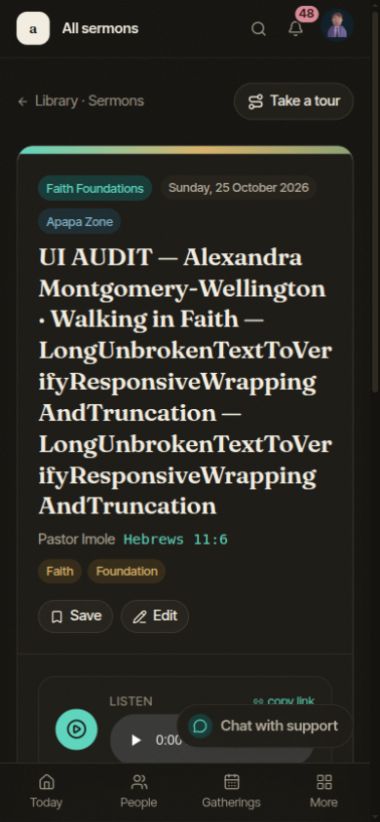 a All sermons 48
← Library · Sermons Take a tour
Faith Foundations Sunday, 25 October 2026
Apapa Zone
UI AUDIT — Alexandra
Montgomery-Wellington
· Walking in Faith —
LongUnbrokenTextToVer
ifyResponsiveWrapping
AndTruncation —
LongUnbrokenTextToVer
ifyResponsiveWrapping
AndTruncation
Pastor Imole Hebrews 11:6
Faith Foundation
Save Edit
LISTEN copy link
0:00 Chat with support
Today People Gatherings More